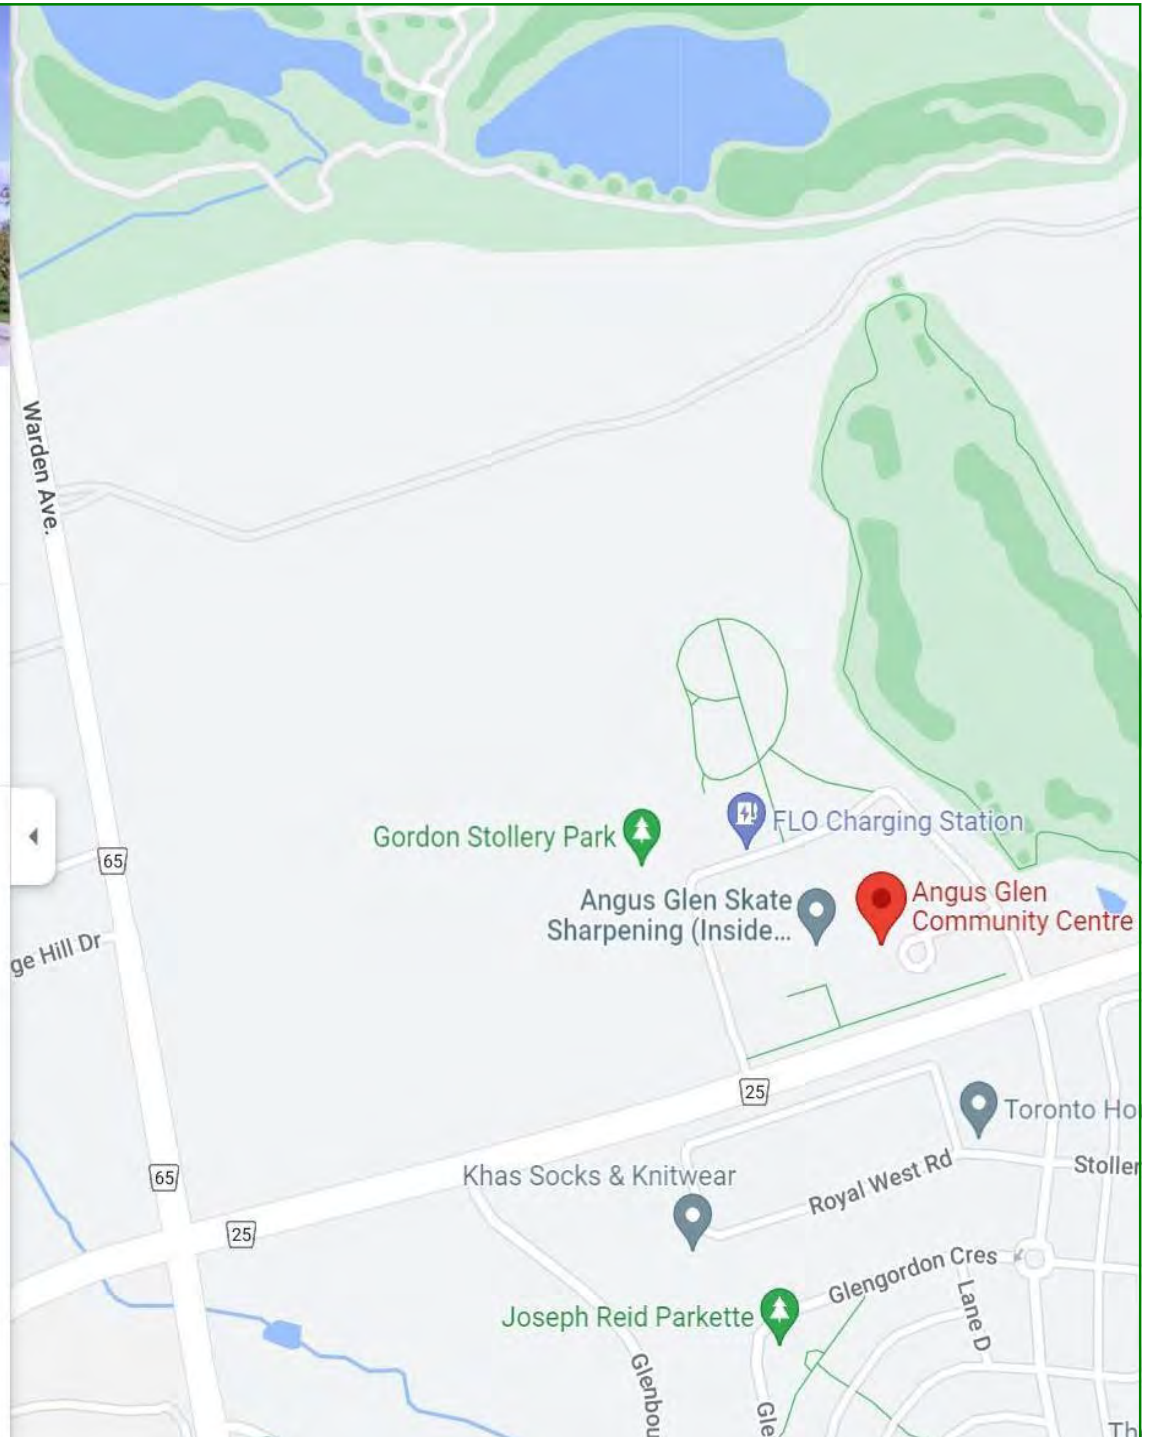 Warden Ave.
FLO Charging Station
Gordon Stollery Park
65
Angus Glen Skate
Sharpening (Inside...
Angus Glen
Community Centre
ge Hill Dr
25
Toronto Ho
65
Khas Socks & Knitwear
Stoller
Royal West Rd
25
Glengordon Cres
Lane D
Joseph Reid Parkette
Glenbou
Gle
Th